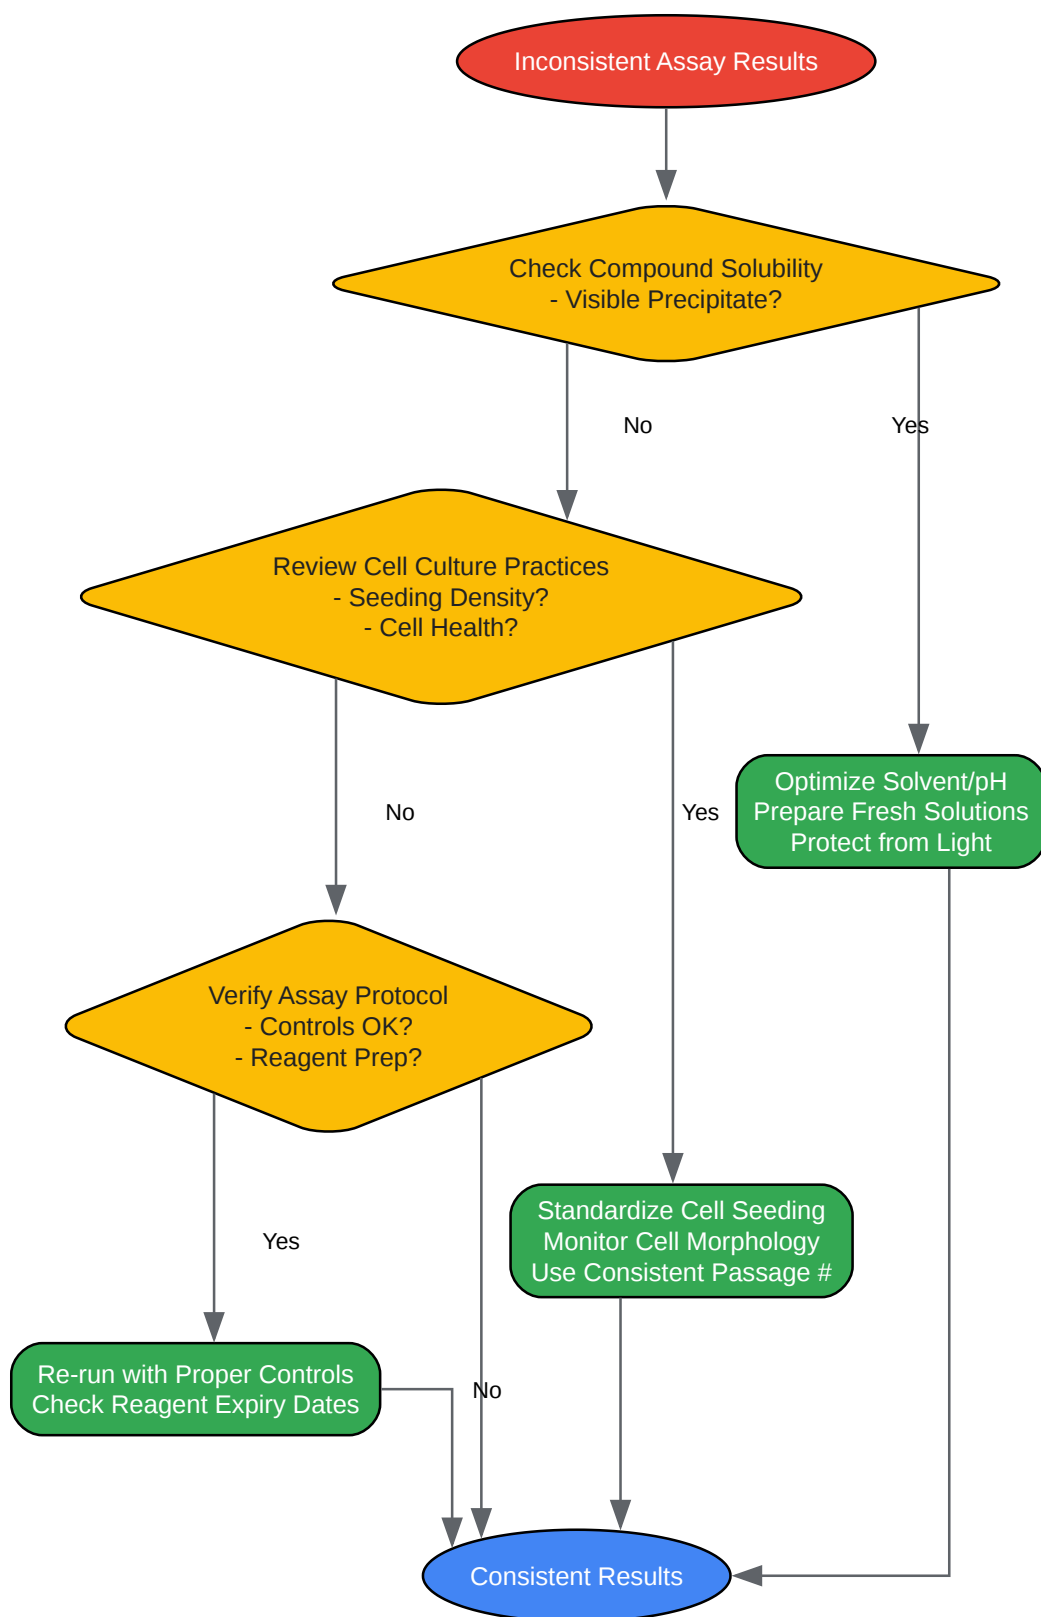 Inconsistent Assay Results
Check Compound Solubility
- Visible Precipitate?
No
Yes
Review Cell Culture Practices
- Seeding Density?
- Cell Health?
No
Yes
Optimize Solvent/pH
Prepare Fresh Solutions
Protect from Light
Verify Assay Protocol
- Controls OK?
- Reagent Prep?
Yes
Standardize Cell Seeding
Monitor Cell Morphology
Use Consistent Passage #
Re-run with Proper Controls
Check Reagent Expiry Dates
No
Consistent Results